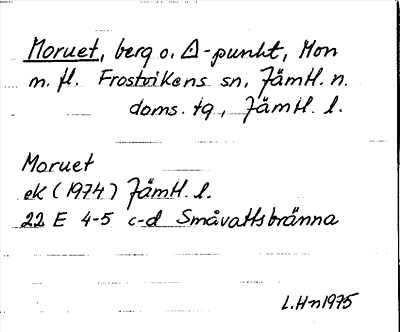 Moruet, berg o. △-punkt, Mon
m. fl. Frostvikens sn, Jämtl. n.
doms. tg, Jämtl. l.
Moruet
ek (1974) Jämtl. l.
22 E 4-5 c-d Småvattsbränna
L.Hn1975